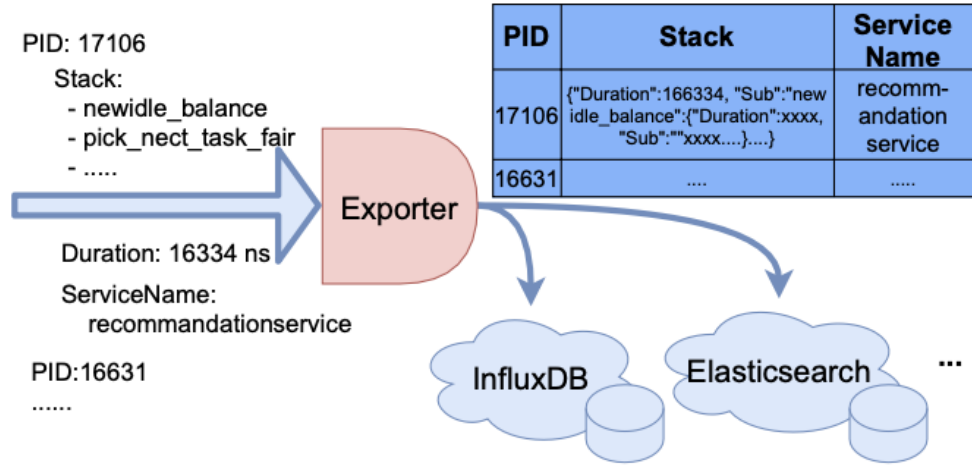 PID: 17106
Stack:
- newidle_balance
- pick_nect_task_fair
- .....
Duration: 16334 ns
ServiceName:
recommandationservice
PID:16631
......
Exporter
PID
Stack
Service
Name
17106
{"Duration":166334, "Sub":"new
idle_balance":{"Duration":xxxx,
"Sub":""xxxx....}....}
recomm-
andation
service
16631
....
.....
InfluxDB
Elasticsearch
...